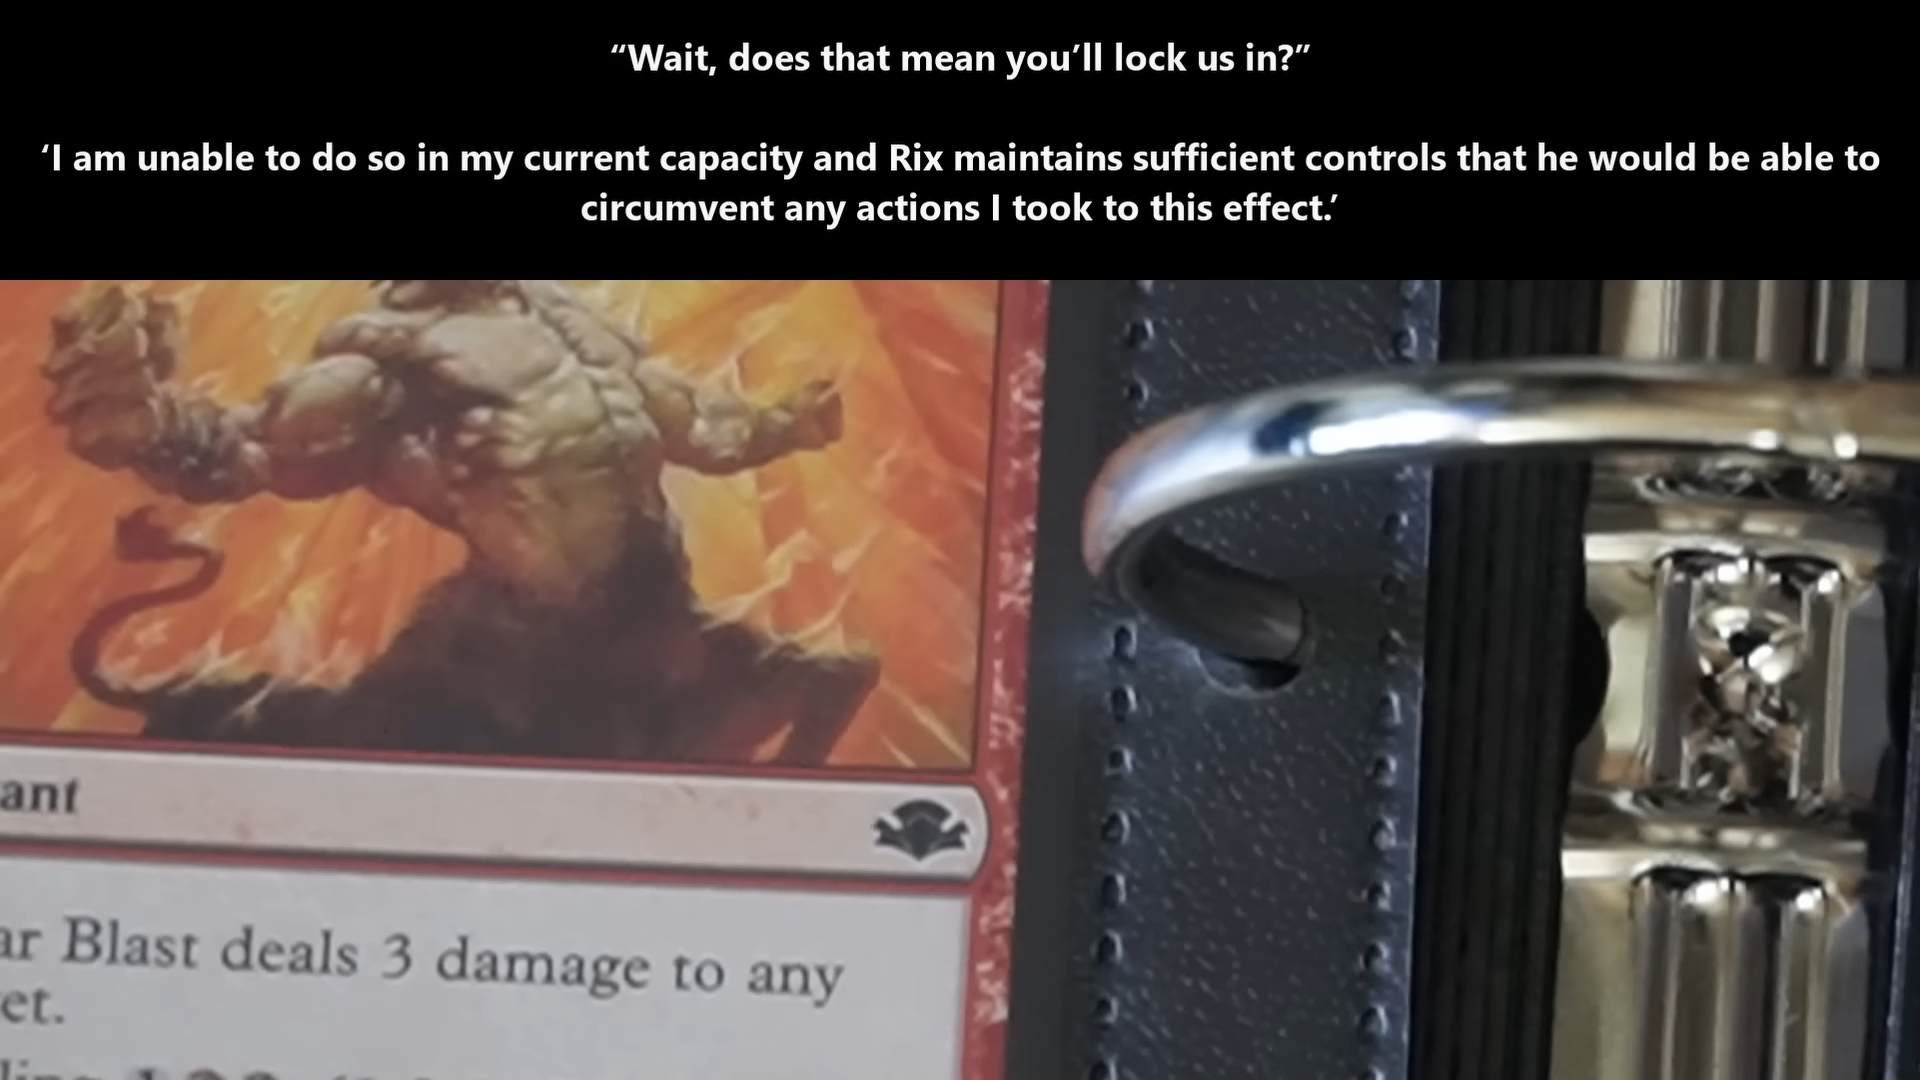 “Wait, does that mean you’ll lock us in?”
‘I am unable to do so in my current capacity and Rix maintains sufficient controls that he would be able to
circumvent any actions I took to this effect.’
ant
ar Blast deals 3 damage to any
et.